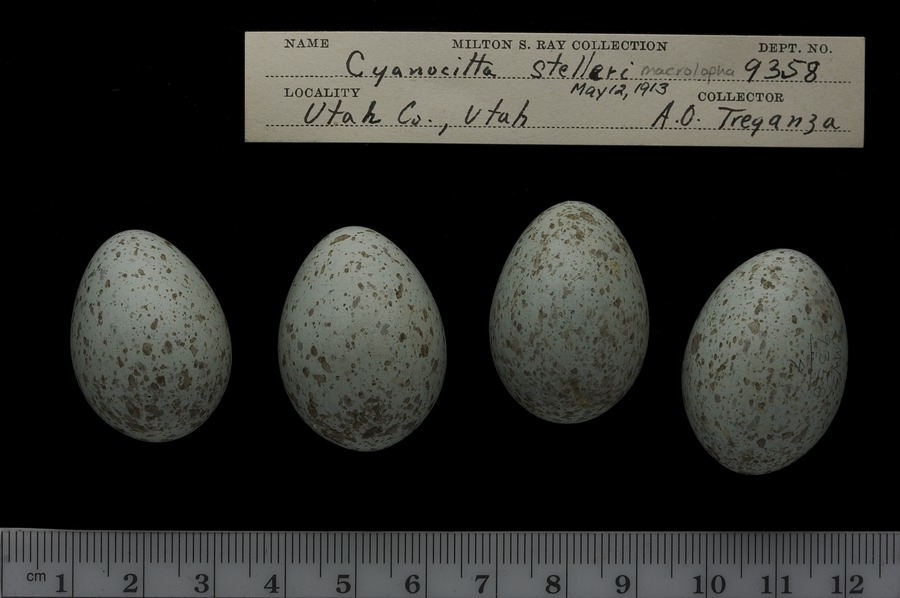 NAME MILTON S. RAY COLLECTION DEPT. NO.
Cyanocitta stelleri macrolopha 9358
LOCALITY May 12, 1913 COLLECTOR
Utah Co., Utah A.O. Treganza
cm 1 2 3 4 5 6 7 8 9 10 11 12